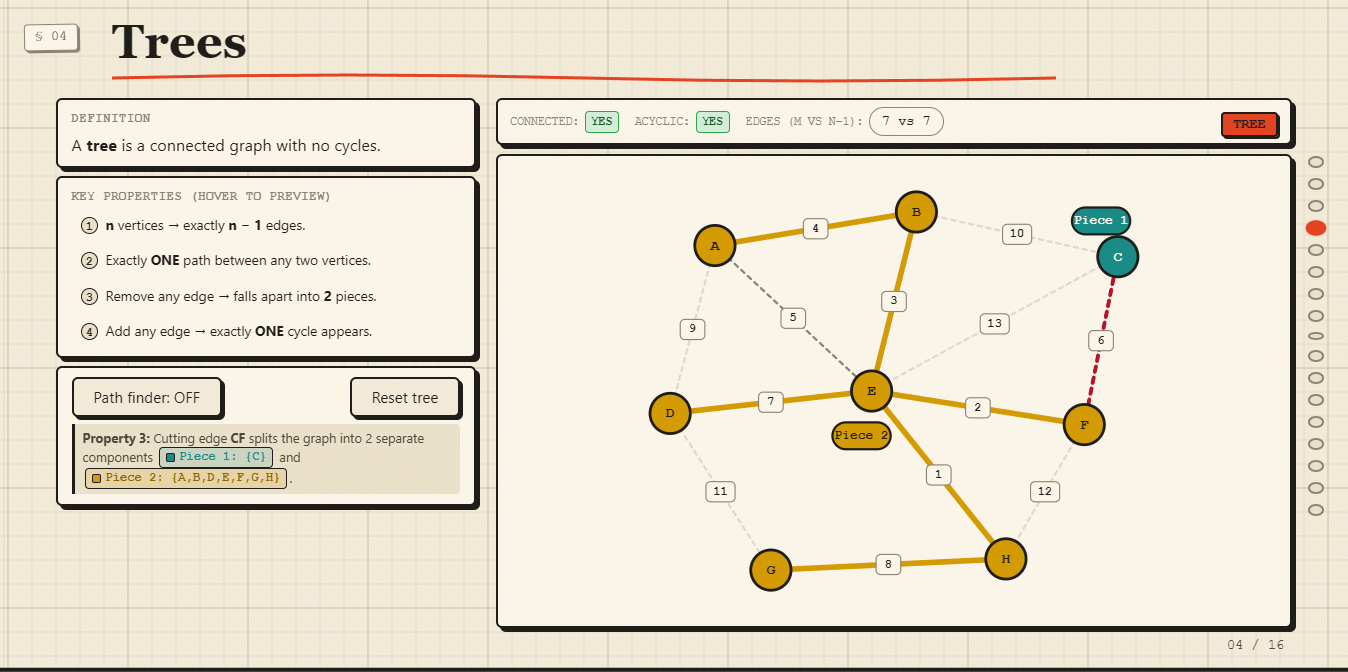 § 04
Trees
DEFINITION
A tree is a connected graph with no cycles.
KEY PROPERTIES (HOVER TO PREVIEW)
1 n vertices → exactly n − 1 edges.
2 Exactly ONE path between any two vertices.
3 Remove any edge → falls apart into 2 pieces.
4 Add any edge → exactly ONE cycle appears.
Path finder: OFF
Reset tree
Property 3: Cutting edge CF splits the graph into 2 separate
components Piece 1: {C} and
Piece 2: {A,B,D,E,F,G,H}.
CONNECTED: YES ACYCLIC: YES EDGES (M VS N-1): 7 vs 7
TREE
B
Piece 1
4
10
A
C
3
5
13
9
6
E
7
2
D
F
Piece 2
1
11
12
H
8
G
04 / 16